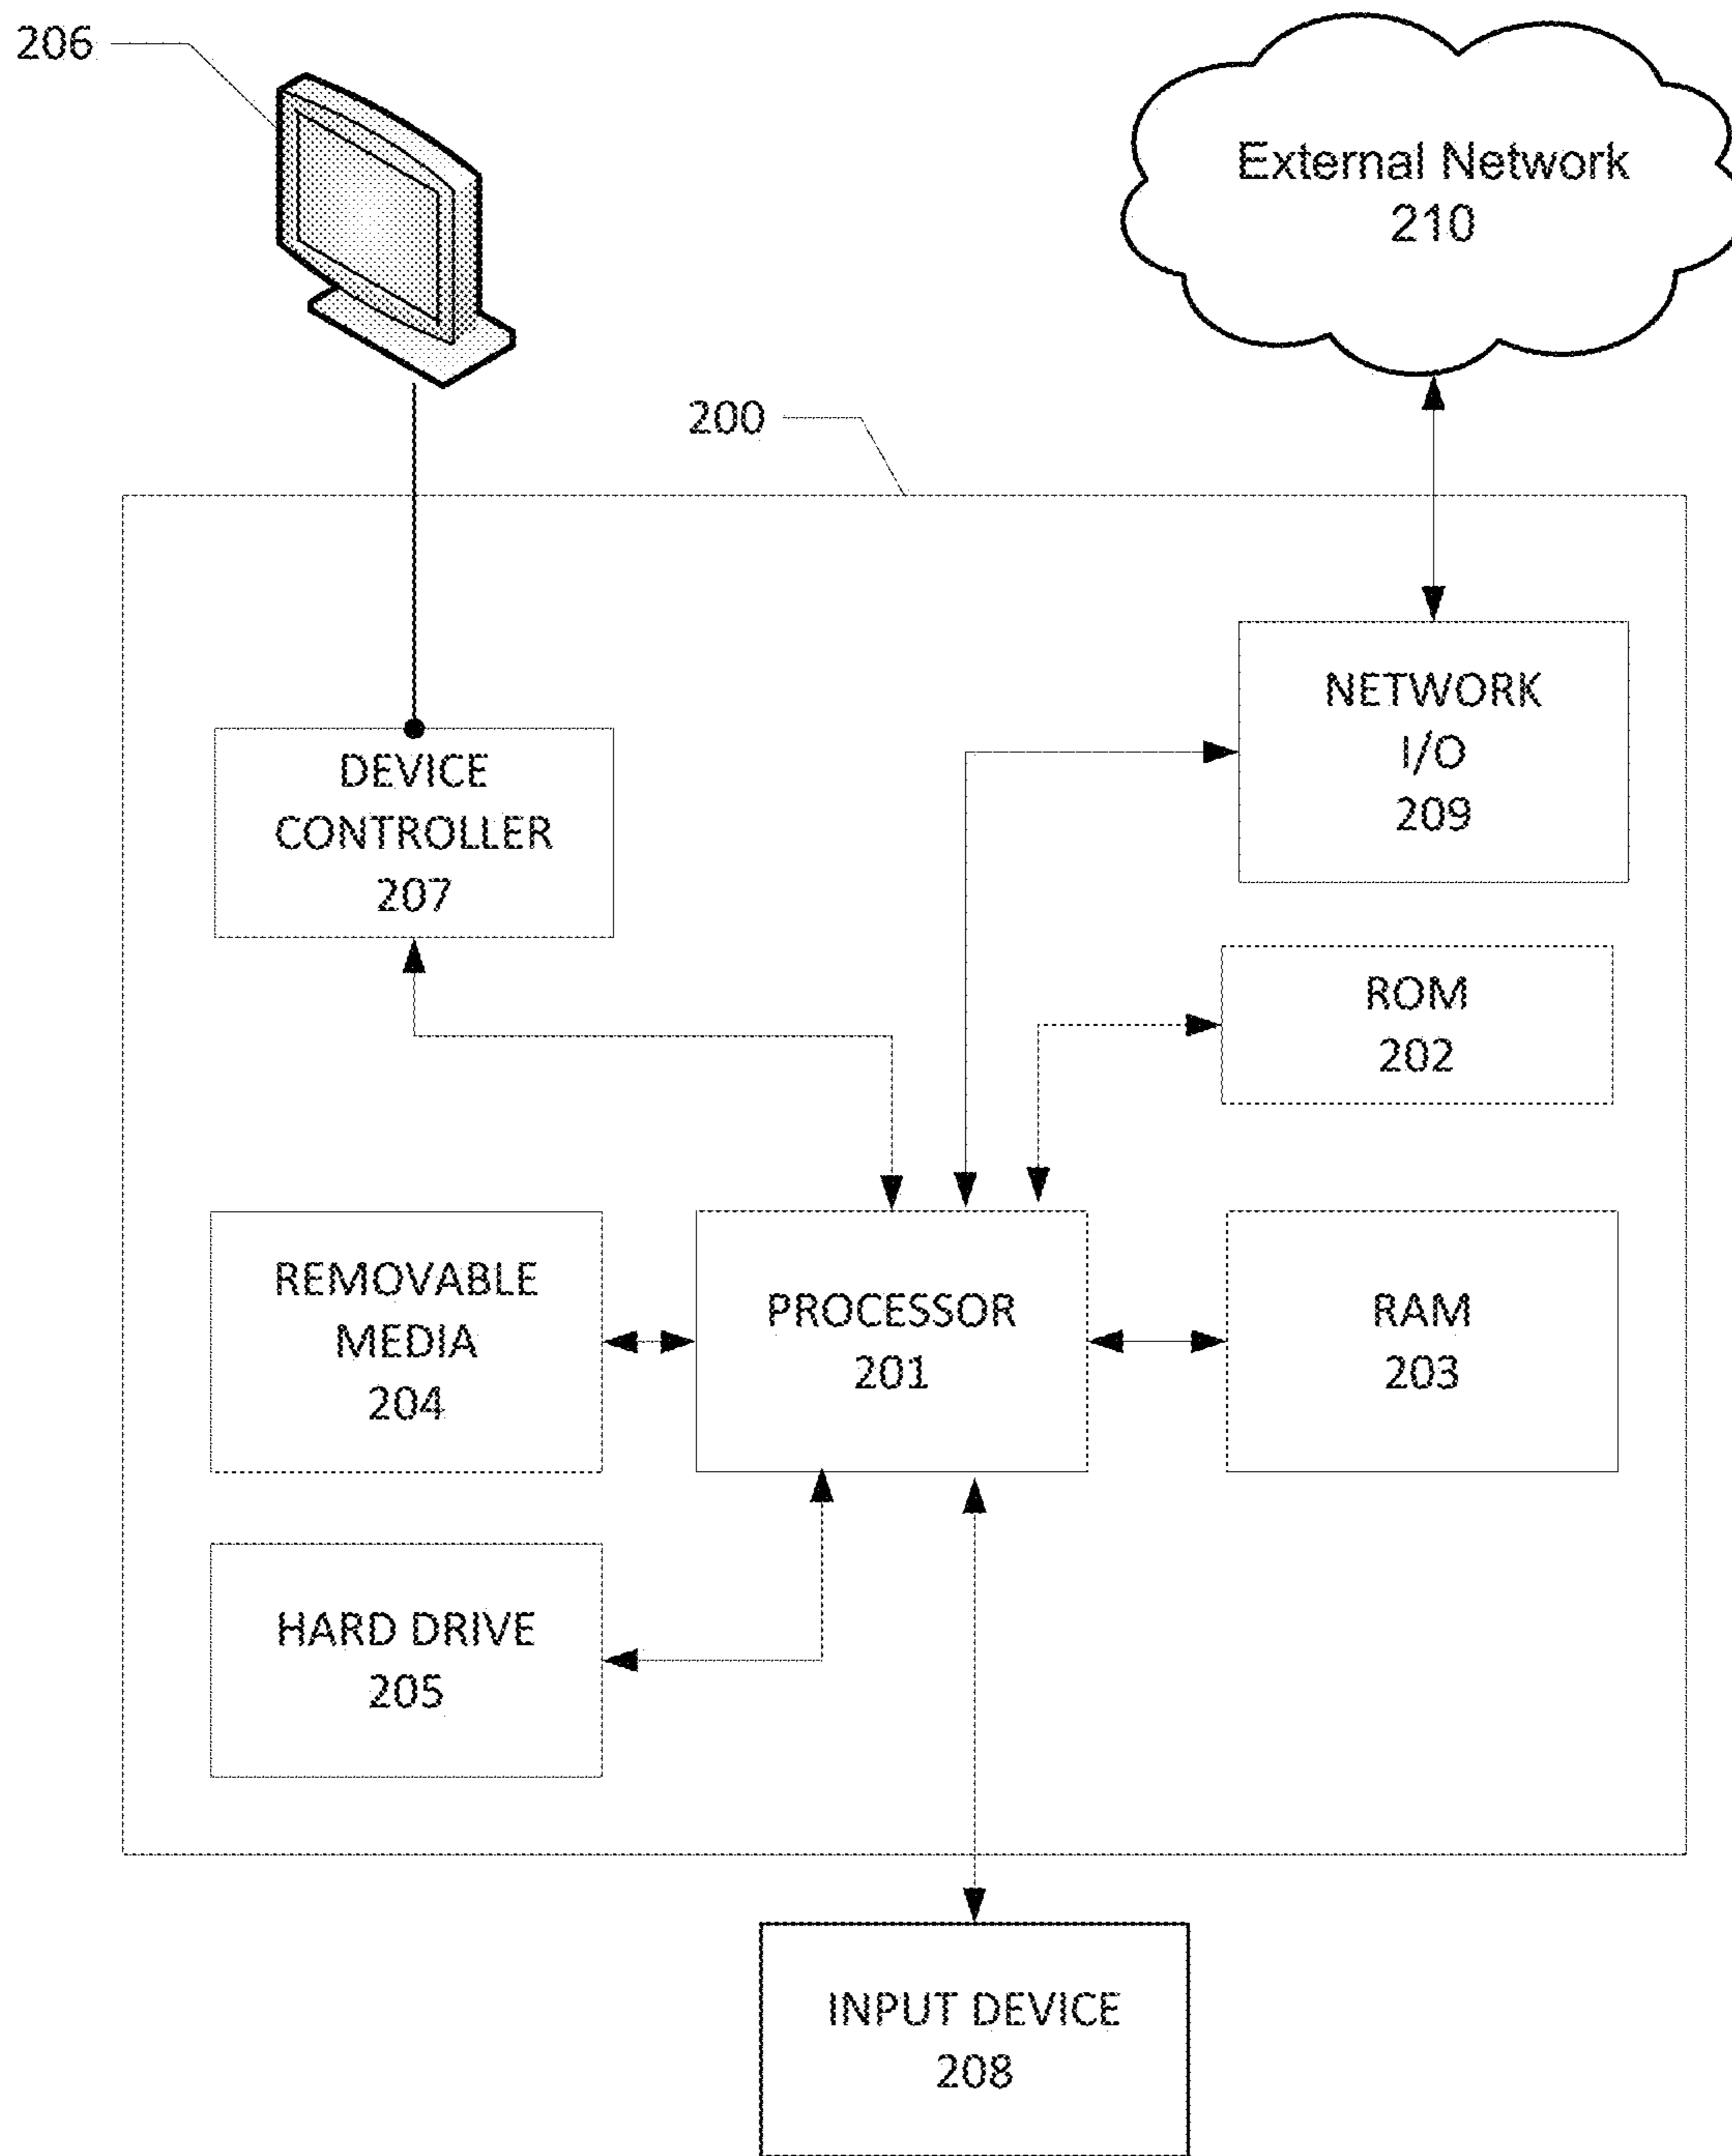 206
External Network
210
200
NETWORK
I/O
209
DEVICE
CONTROLLER
207
ROM
202
REMOVABLE
MEDIA
204
PROCESSOR
201
RAM
203
HARD DRIVE
205
INPUT DEVICE
208